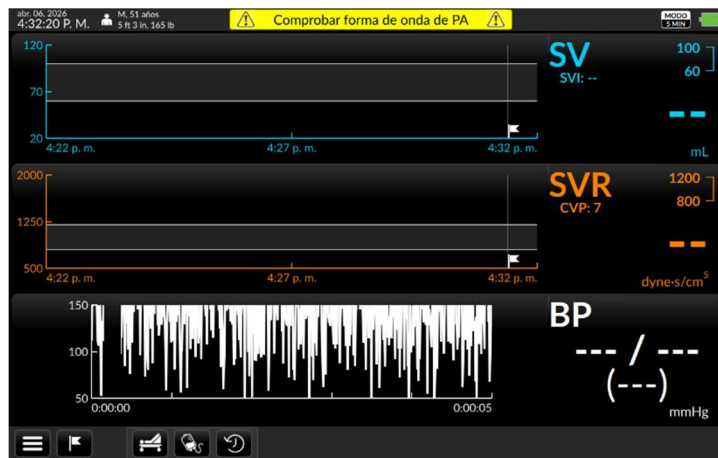 abr. 06, 2026
4:32:20 P. M.
M, 51 años
5 ft 3 in, 165 lb
Comprobar forma de onda de PA
MODO
5 MIN
120
70
20
4:22 p. m.
4:27 p. m.
4:32 p. m.
SV
SVI: --
100
60
--
mL
2000
1250
500
4:22 p. m.
4:27 p. m.
4:32 p. m.
SVR
CVP: 7
1200
800
--
dyne·s/cm⁵
150
100
50
0:00:00
0:00:05
BP
--- / ---
(---)
mmHg